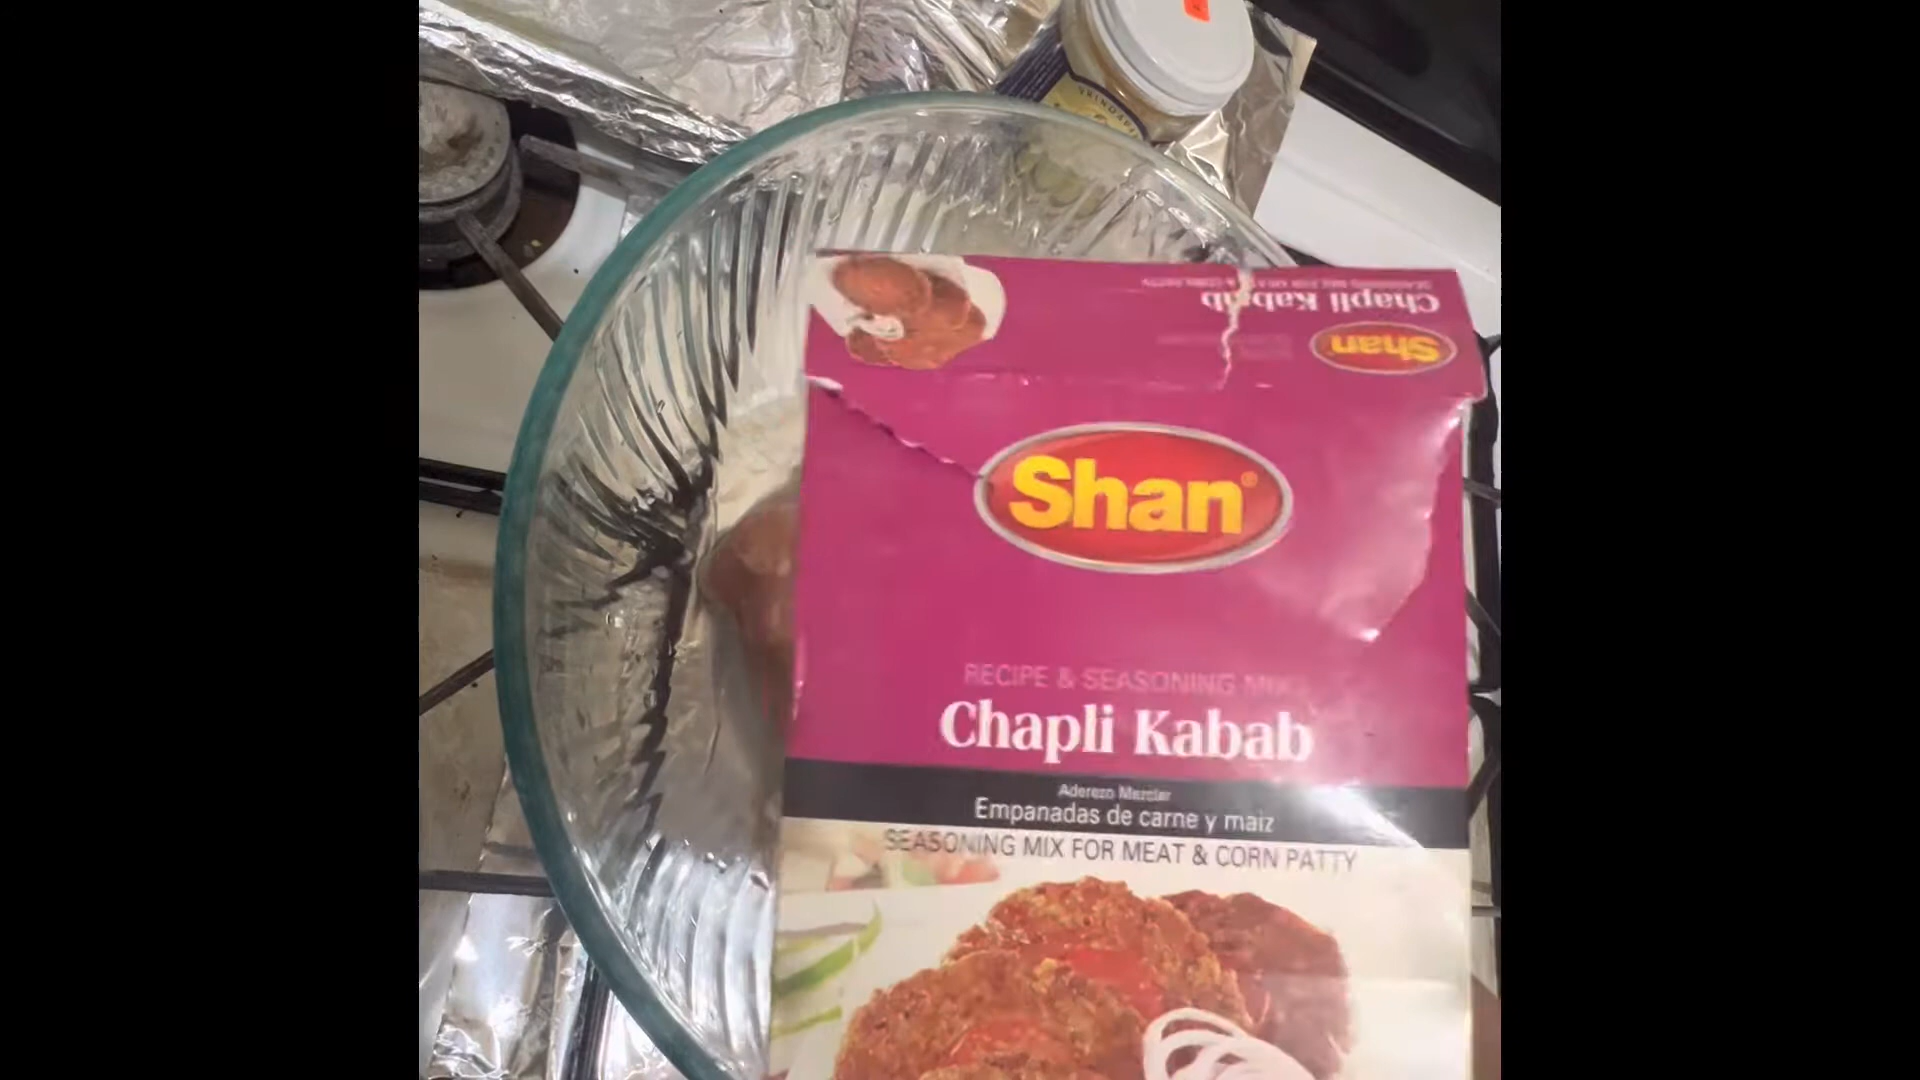 Chapli Kabab
Shan
Shan
RECIPE & SEASONING MIX
Chapli Kabab
Aderezo Mezclar
Empanadas de carne y maiz
SEASONING MIX FOR MEAT & CORN PATTY